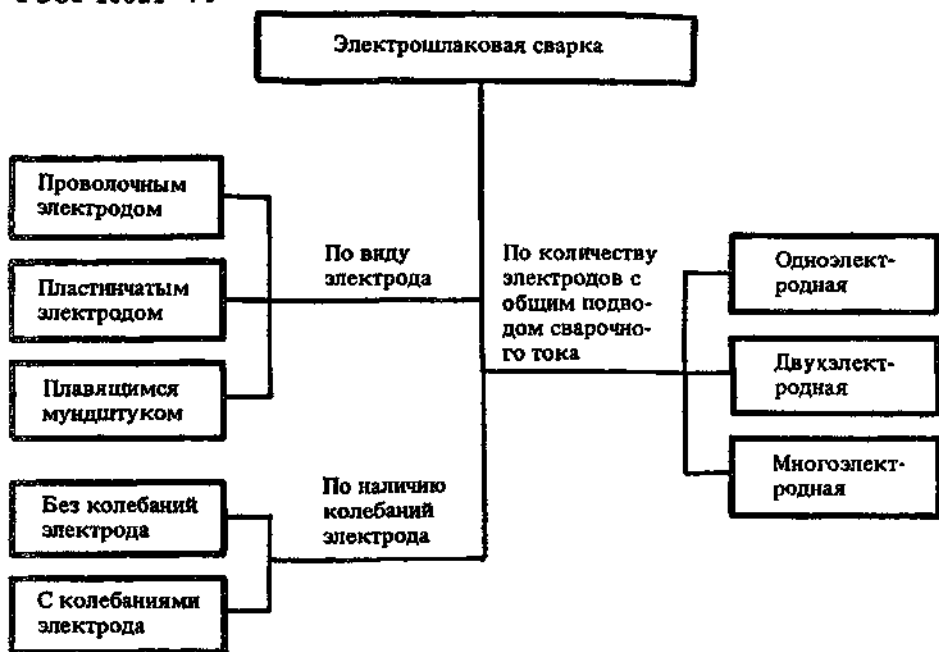 Электрошлаковая сварка
Проволочным
электродом
Пластинчатым
электродом
Плавящимся
мундштуком
По виду
электрода
По количеству
электродов с
общим подво-
дом сварочно-
го тока
Одноэлект-
родная
Двухэлект-
родная
Многоэлект-
родная
Без колебаний
электрода
С колебаниями
электрода
По наличию
колебаний
электрода